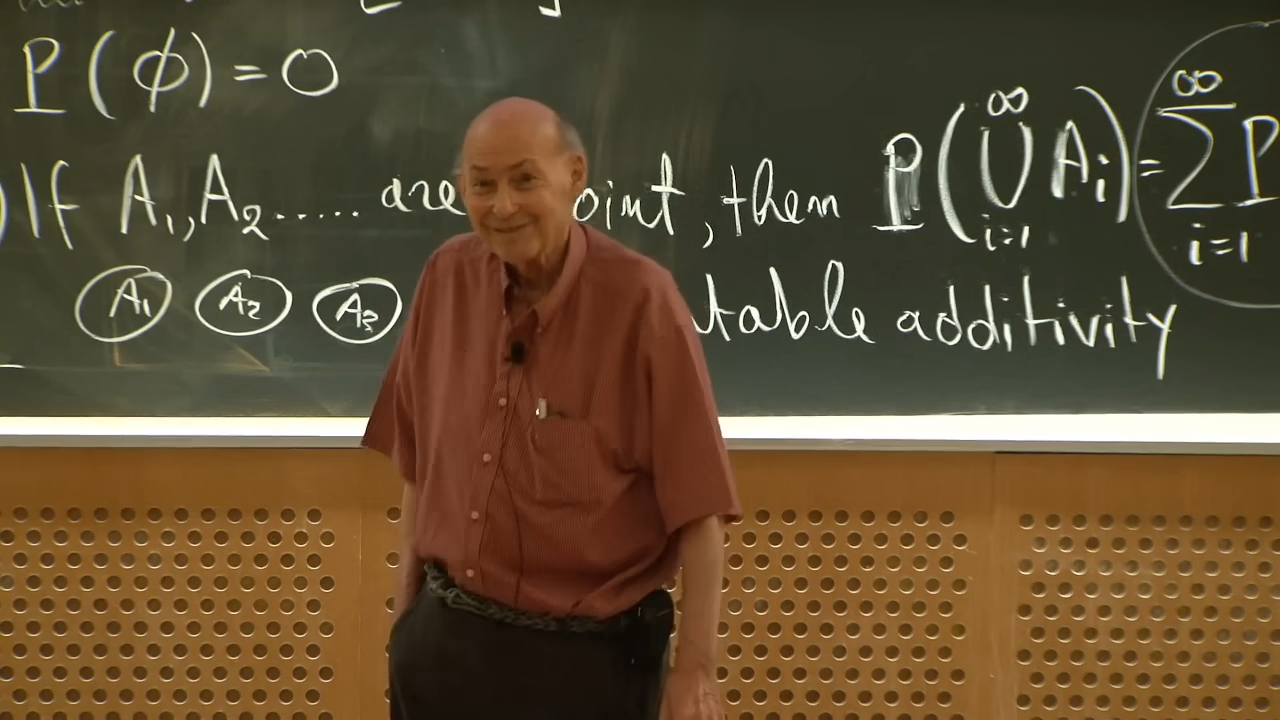 P(ϕ)=0
) If A₁,A₂...... are oint, then P(∞⋃i=1 Aᵢ)=∞∑i=1 P
A₁ A₂ A₃ table additivity